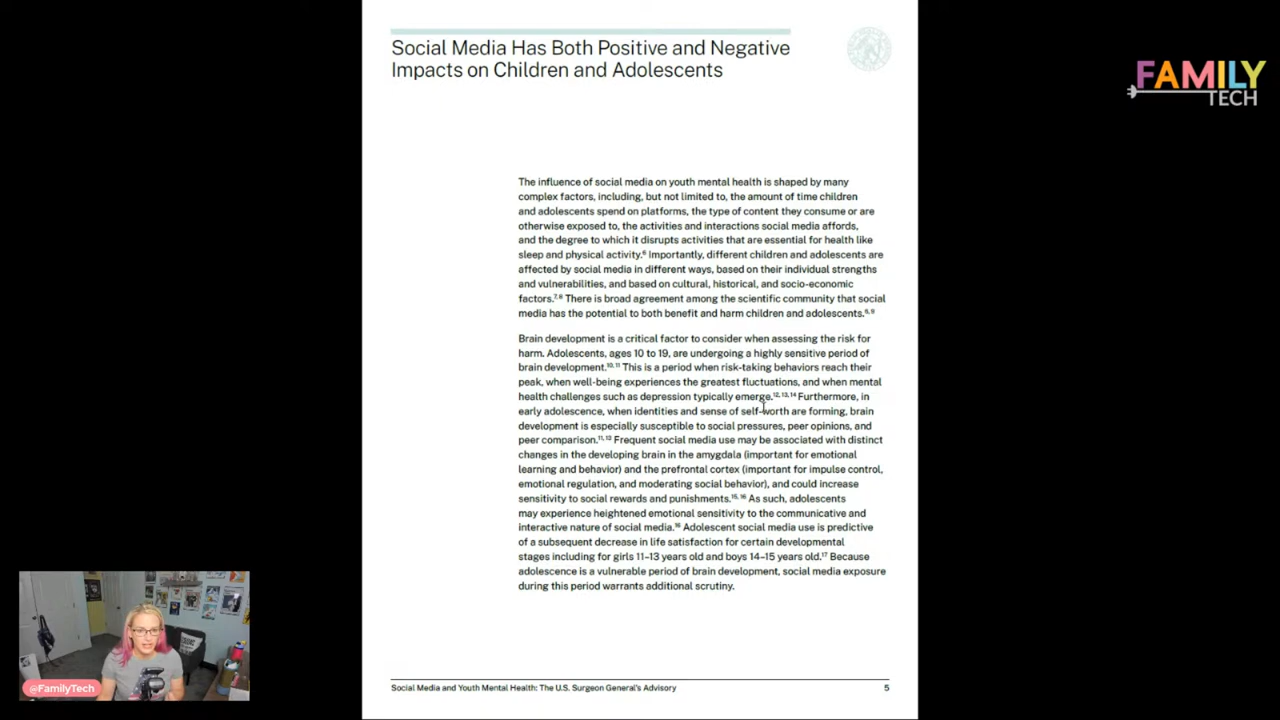 Social Media Has Both Positive and Negative
Impacts on Children and Adolescents
FAMILY
TECH
The influence of social media on youth mental health is shaped by many
complex factors, including, but not limited to, the amount of time children
and adolescents spend on platforms, the type of content they consume or are
otherwise exposed to, the activities and interactions social media affords,
and the degree to which it disrupts activities that are essential for health like
sleep and physical activity.⁶ Importantly, different children and adolescents are
affected by social media in different ways, based on their individual strengths
and vulnerabilities, and based on cultural, historical, and socio-economic
factors.⁷,⁸ There is broad agreement among the scientific community that social
media has the potential to both benefit and harm children and adolescents.⁶,⁹
Brain development is a critical factor to consider when assessing the risk for
harm. Adolescents, ages 10 to 19, are undergoing a highly sensitive period of
brain development.¹⁰,¹¹ This is a period when risk-taking behaviors reach their
peak, when well-being experiences the greatest fluctuations, and when mental
health challenges such as depression typically emerge.¹²,¹³,¹⁴ Furthermore, in
early adolescence, when identities and sense of self-worth are forming, brain
development is especially susceptible to social pressures, peer opinions, and
peer comparison.¹¹,¹³ Frequent social media use may be associated with distinct
changes in the developing brain in the amygdala (important for emotional
learning and behavior) and the prefrontal cortex (important for impulse control,
emotional regulation, and moderating social behavior), and could increase
sensitivity to social rewards and punishments.¹⁵,¹⁶ As such, adolescents
may experience heightened emotional sensitivity to the communicative and
interactive nature of social media.¹⁶ Adolescent social media use is predictive
of a subsequent decrease in life satisfaction for certain developmental
stages including for girls 11–13 years old and boys 14–15 years old.¹⁷ Because
adolescence is a vulnerable period of brain development, social media exposure
during this period warrants additional scrutiny.
@FamilyTech
Social Media and Youth Mental Health: The U.S. Surgeon General's Advisory
5